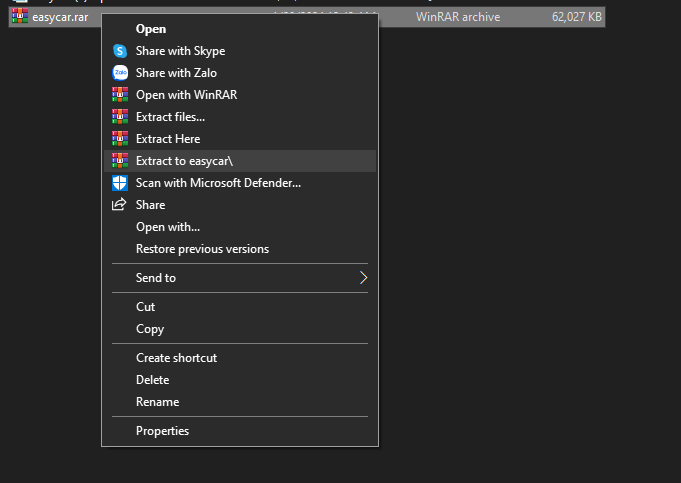 easycar.rar WinRAR archive 62,027 KB
Open
Share with Skype
Zalo Share with Zalo
Open with WinRAR
Extract files...
Extract Here
Extract to easycar\
Scan with Microsoft Defender...
Share
Open with...
Restore previous versions
Send to
Cut
Copy
Create shortcut
Delete
Rename
Properties